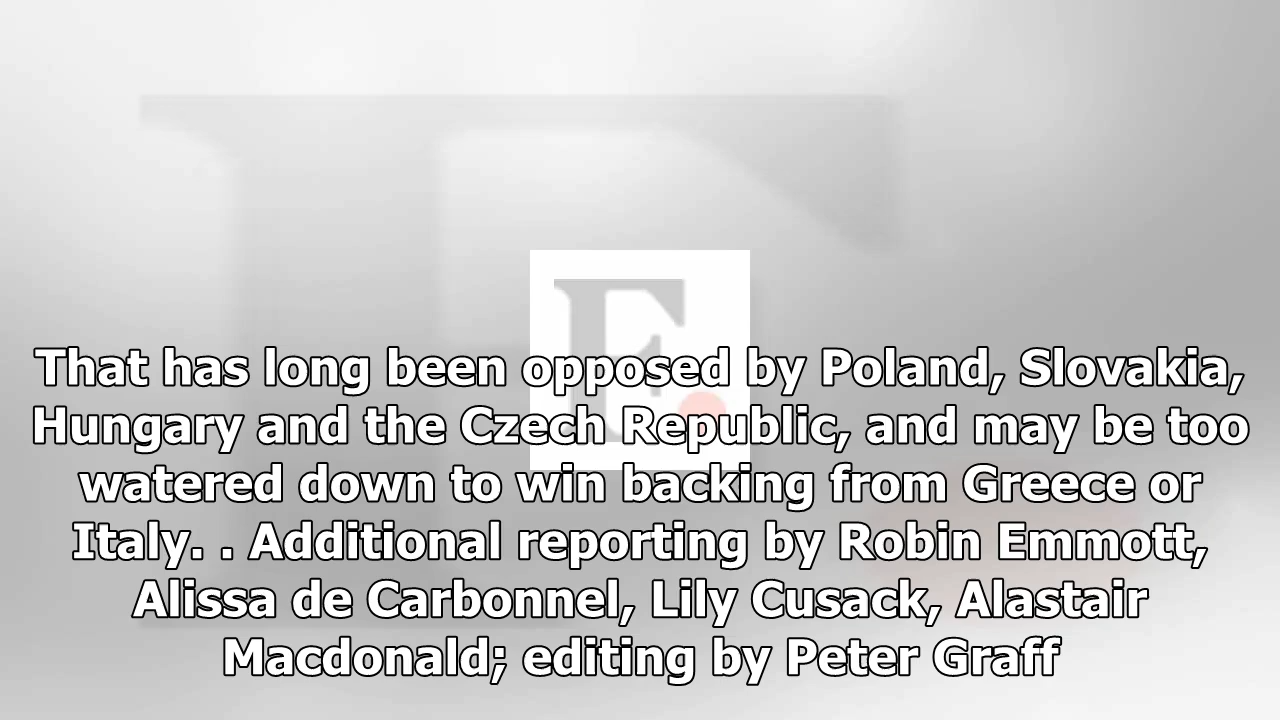 That has long been opposed by Poland, Slovakia,
Hungary and the Czech Republic, and may be too
watered down to win backing from Greece or
Italy. . Additional reporting by Robin Emmott,
Alissa de Carbonnel, Lily Cusack, Alastair
Macdonald; editing by Peter Graff